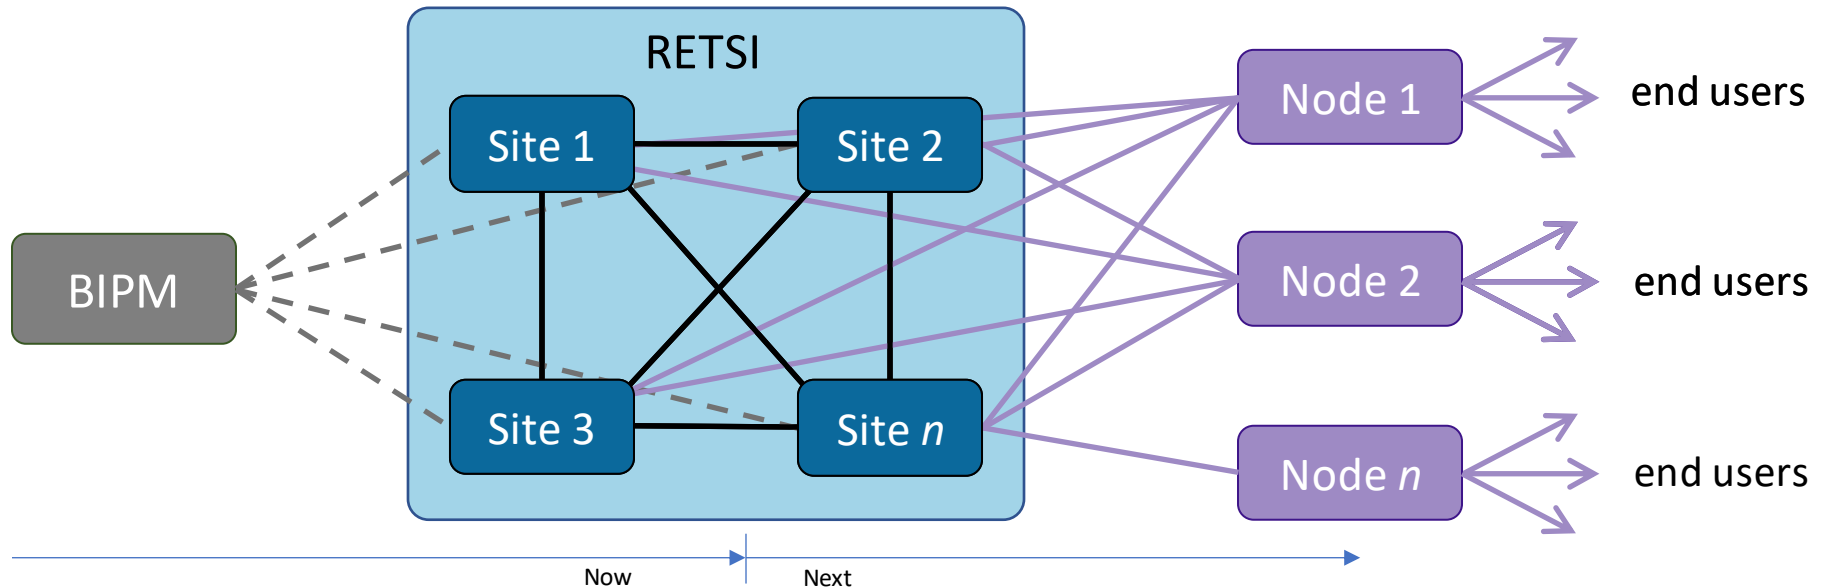 RETSI
Site 1
Site 2
Node 1
end users
BIPM
Node 2
end users
Site 3
Site n
Node n
end users
Now
Next